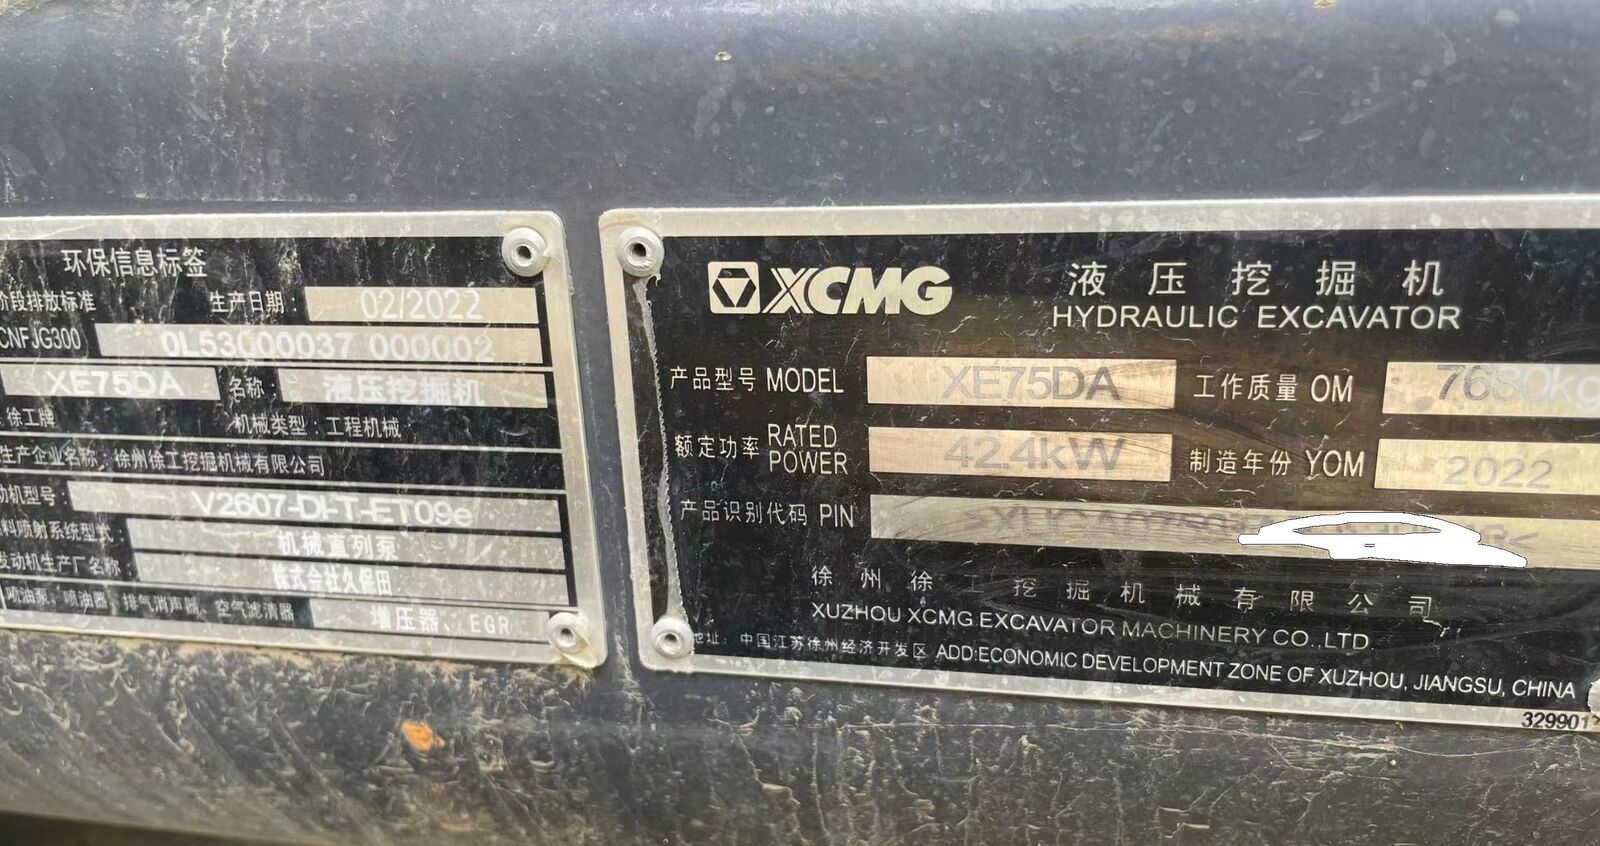 环保信息标签
阶段排放标准
生产日期: 02/2022
CNFJG300 0L53000037 000002
XE75DA 名称: 液压挖掘机
徐工牌 机械类型: 工程机械
生产企业名称: 徐州徐工挖掘机械有限公司
动机型号: V2607-DI-T-ET09e
料喷射系统型式: 机械直列泵
发动机生产厂名称: 株式会社久保田
喷油泵、喷油器、排气消声器、空气滤清器 增压器、EGR
XCMG
液压挖掘机
HYDRAULIC EXCAVATOR
产品型号 MODEL XE75DA 工作质量 OM 7680kg
额定功率 RATED POWER 42.4kW 制造年份 YOM 2022
产品识别代码 PIN
徐州徐工挖掘机械有限公司
XUZHOU XCMG EXCAVATOR MACHINERY CO.,LTD.
地址: 中国江苏徐州经济开发区 ADD:ECONOMIC DEVELOPMENT ZONE OF XUZHOU, JIANGSU, CHINA
329901